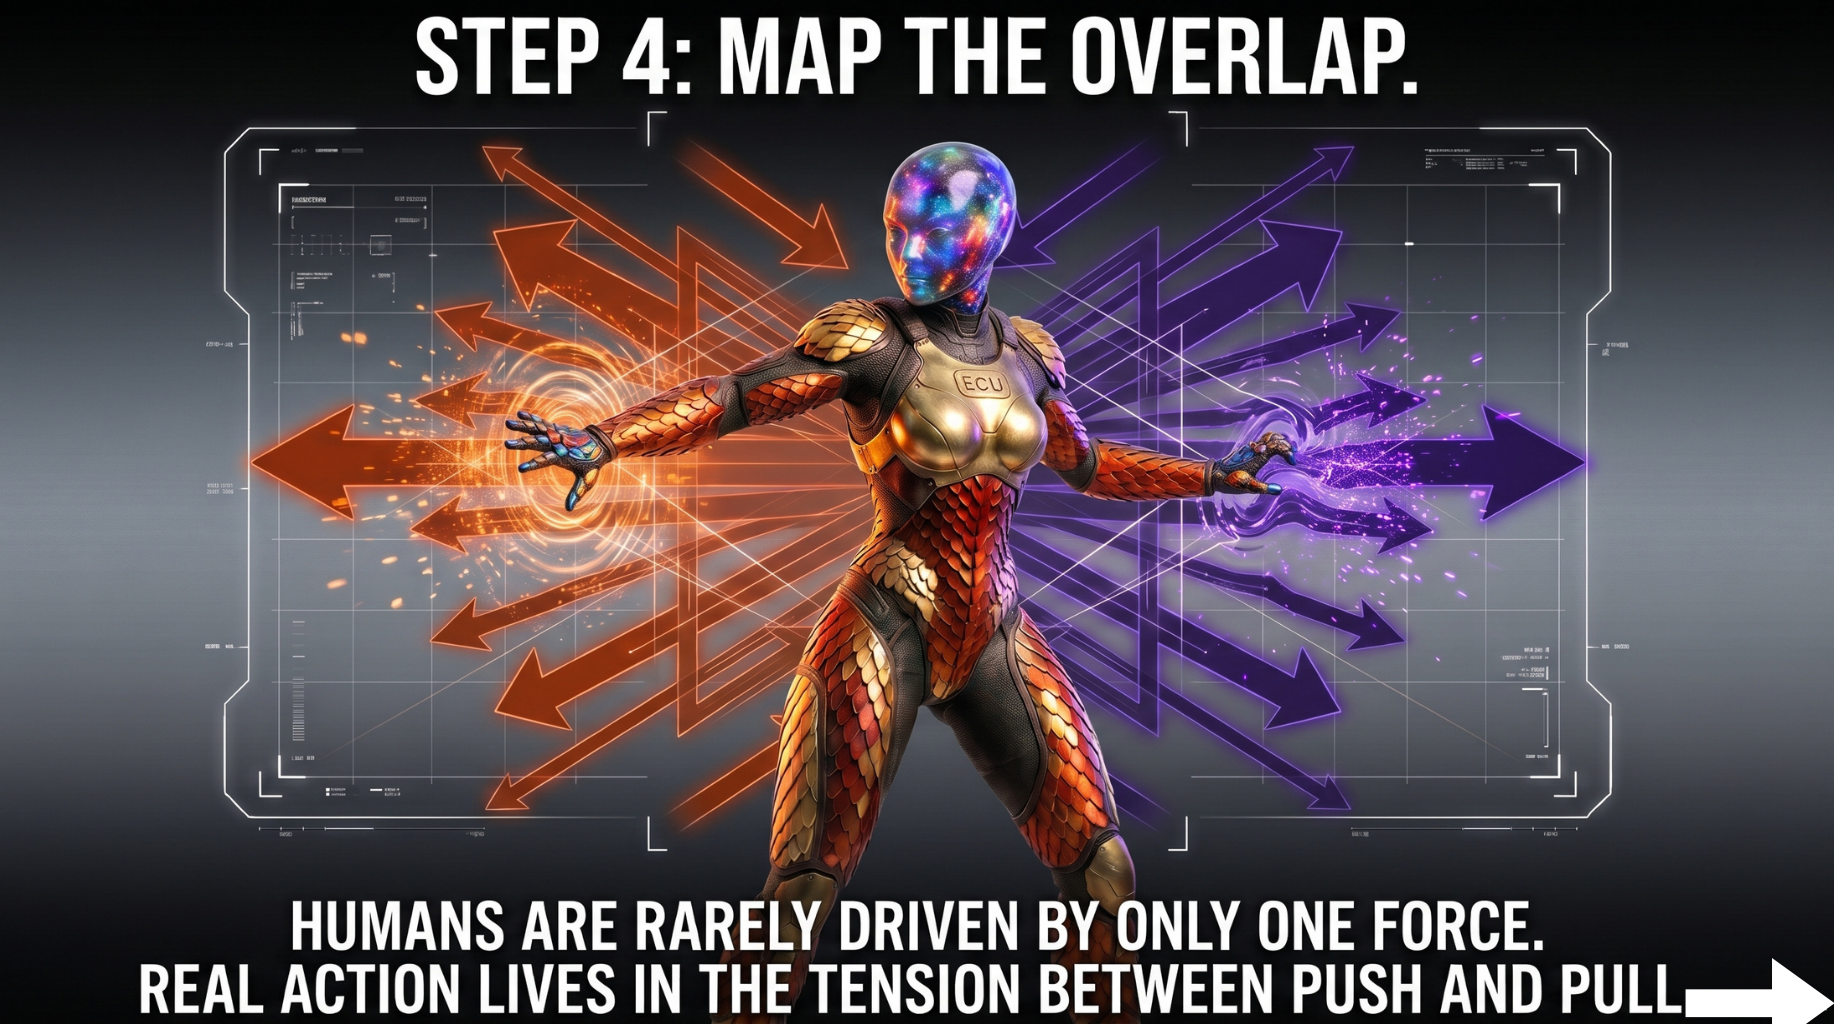 STEP 4: MAP THE OVERLAP.
ECU
HUMANS ARE RARELY DRIVEN BY ONLY ONE FORCE.
REAL ACTION LIVES IN THE TENSION BETWEEN PUSH AND PULL